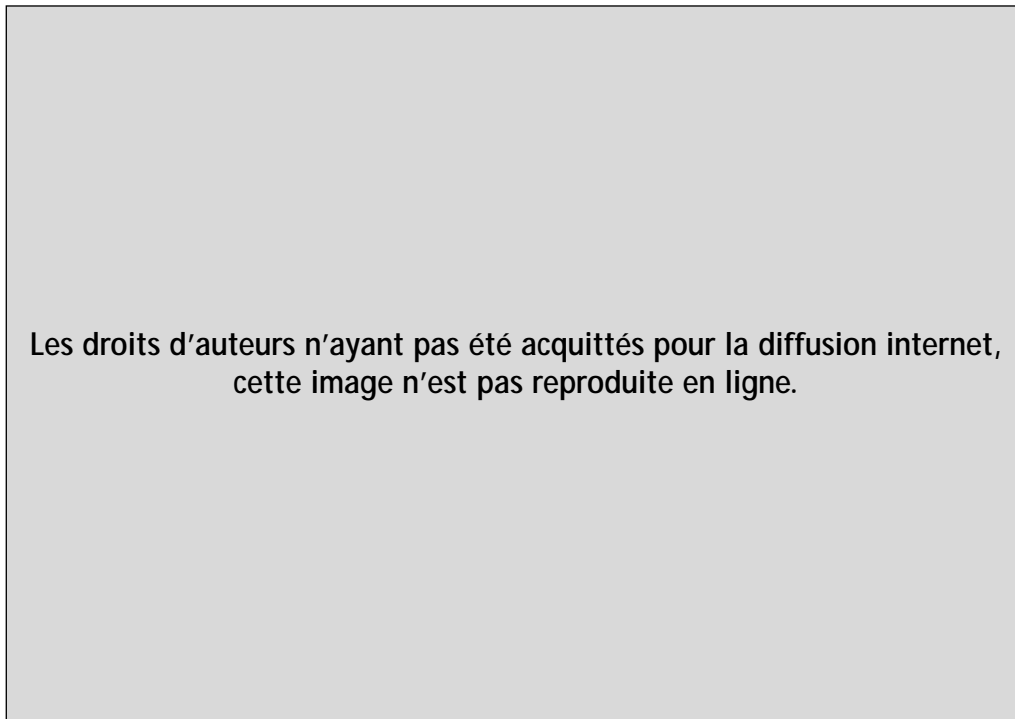 Les droits d’auteurs n’ayant pas été acquittés pour la diffusion internet,
cette image n’est pas reproduite en ligne.